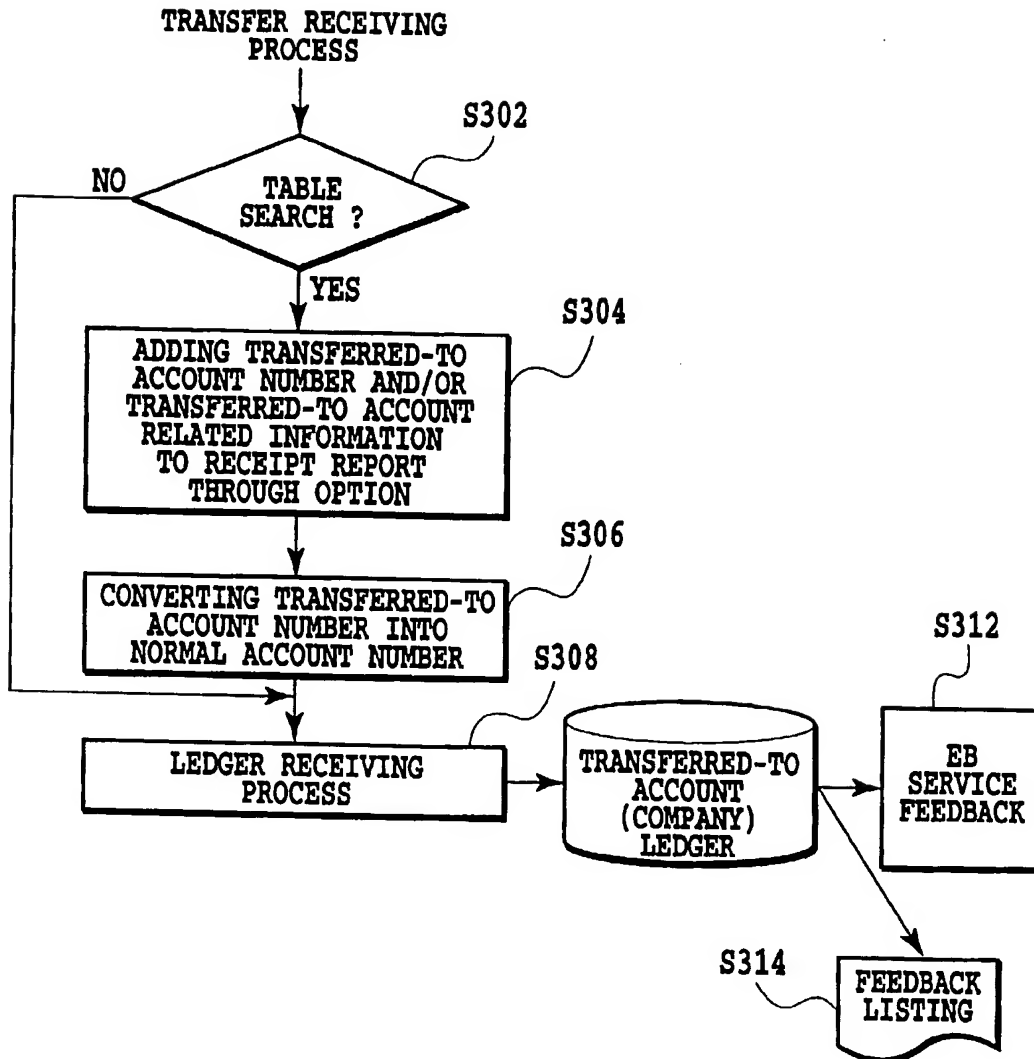 TRANSFER RECEIVING
PROCESS
S302
NO
TABLE
SEARCH ?
YES
S304
ADDING TRANSFERRED-TO
ACCOUNT NUMBER AND/OR
TRANSFERRED-TO ACCOUNT
RELATED INFORMATION
TO RECEIPT REPORT
THROUGH OPTION
S306
CONVERTING TRANSFERRED-TO
ACCOUNT NUMBER INTO
NORMAL ACCOUNT NUMBER
S308
LEDGER RECEIVING
PROCESS
TRANSFERRED-TO
ACCOUNT
(COMPANY)
LEDGER
S312
EB
SERVICE
FEEDBACK
S314
FEEDBACK
LISTING